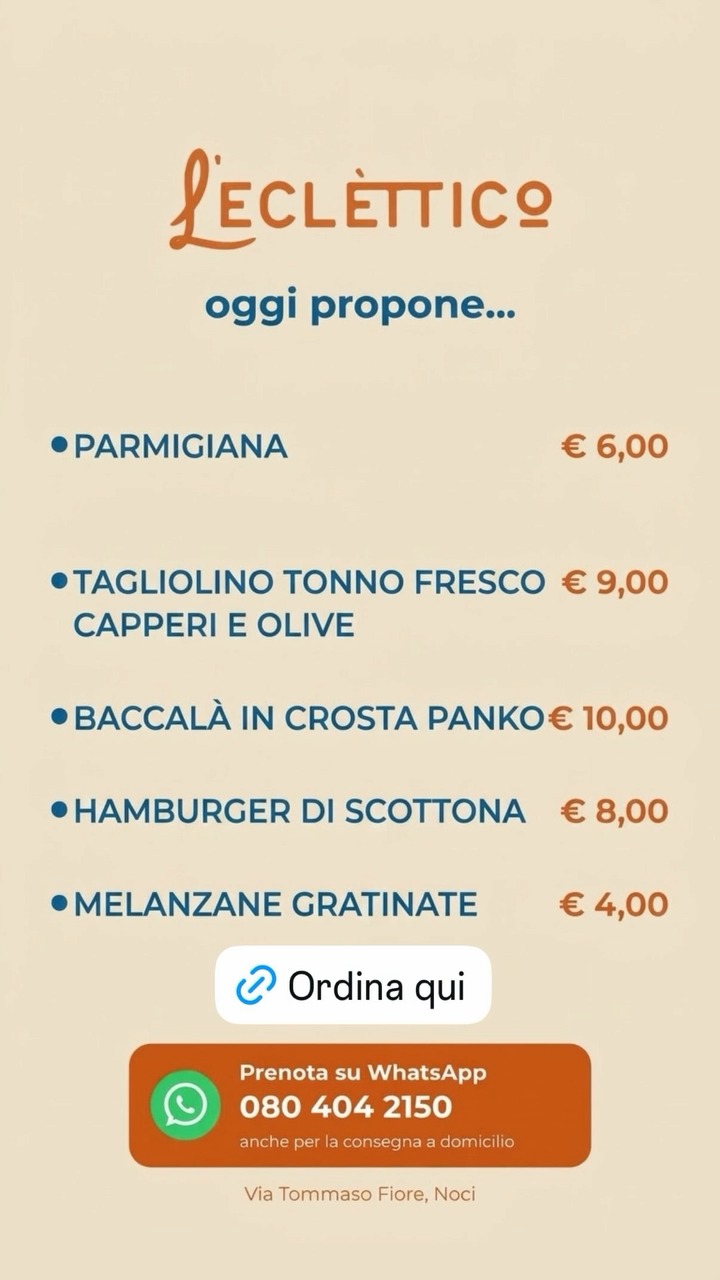 L'ECLÈTTICO
oggi propone...
•PARMIGIANA € 6,00
•TAGLIOLINO TONNO FRESCO € 9,00
CAPPERI E OLIVE
•BACCALÀ IN CROSTA PANKO € 10,00
•HAMBURGER DI SCOTTONA € 8,00
•MELANZANE GRATINATE € 4,00
Ordina qui
Prenota su WhatsApp
080 404 2150
anche per la consegna a domicilio
Via Tommaso Fiore, Noci